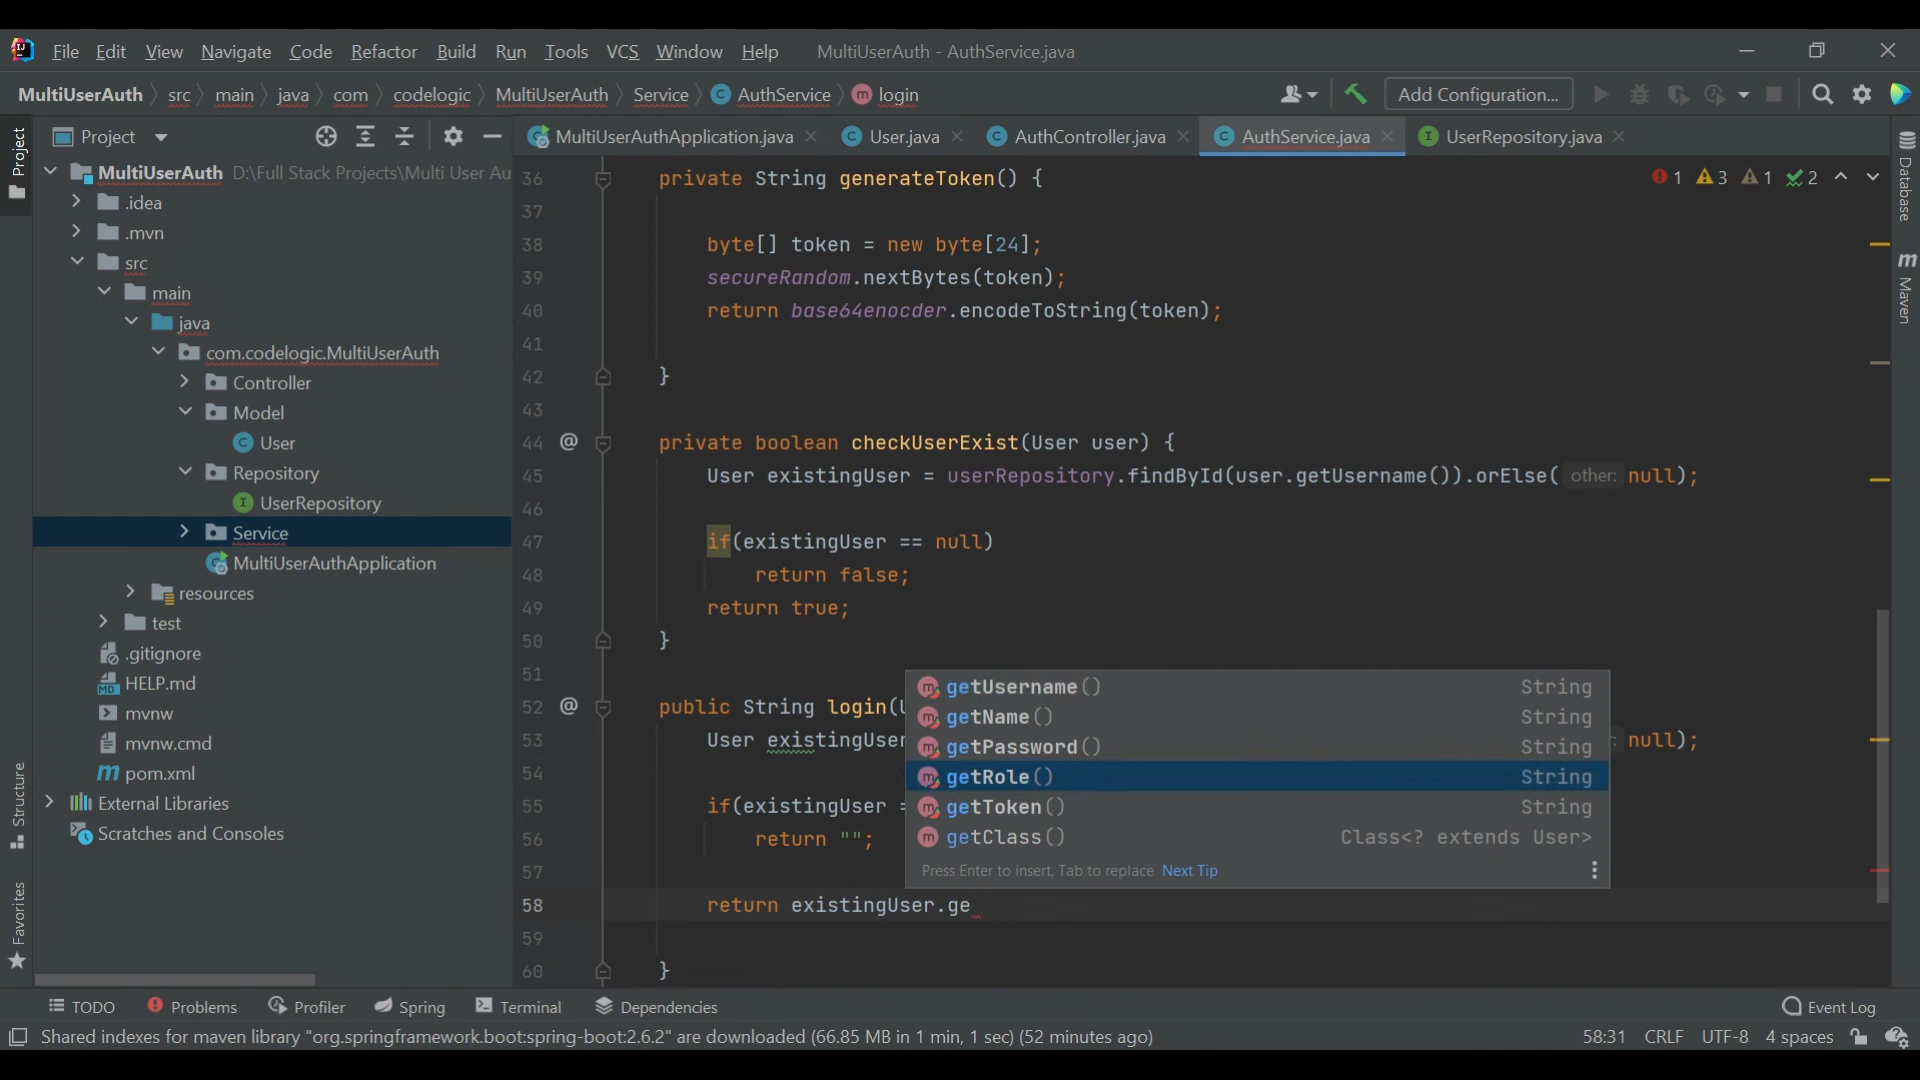 File Edit View Navigate Code Refactor Build Run Tools VCS Window Help MultiUserAuth - AuthService.java
MultiUserAuth src main java com codelogic MultiUserAuth Service AuthService login Add Configuration...
Project
Project
MultiUserAuthApplication.java User.java AuthController.java AuthService.java UserRepository.java
MultiUserAuth D:\Full Stack Projects\Multi User Au
.idea
.mvn
src
main
java
com.codelogic.MultiUserAuth
Controller
Model
User
Repository
UserRepository
Service
MultiUserAuthApplication
resources
test
.gitignore
HELP.md
mvnw
mvnw.cmd
pom.xml
External Libraries
Scratches and Consoles
Structure
Favorites
1 3 1 2
36 private String generateToken() {
37
38 byte[] token = new byte[24];
39 secureRandom.nextBytes(token);
40 return base64enocder.encodeToString(token);
41
42 }
43
44 @ private boolean checkUserExist(User user) {
45 User existingUser = userRepository.findById(user.getUsername()).orElse( other: null);
46
47 if(existingUser == null)
48 return false;
49 return true;
50 }
51
52 @ public String login(
53 User existingUser : null);
54
55 if(existingUser
56 return "";
57
58 return existingUser.ge
59
60 }
getUsername() String
getName() String
getPassword() String
getRole() String
getToken() String
getClass() Class<? extends User>
Press Enter to insert, Tab to replace Next Tip
Database
m Maven
TODO Problems Profiler Spring Terminal Dependencies Event Log
Shared indexes for maven library "org.springframework.boot:spring-boot:2.6.2" are downloaded (66.85 MB in 1 min, 1 sec) (52 minutes ago) 58:31 CRLF UTF-8 4 spaces